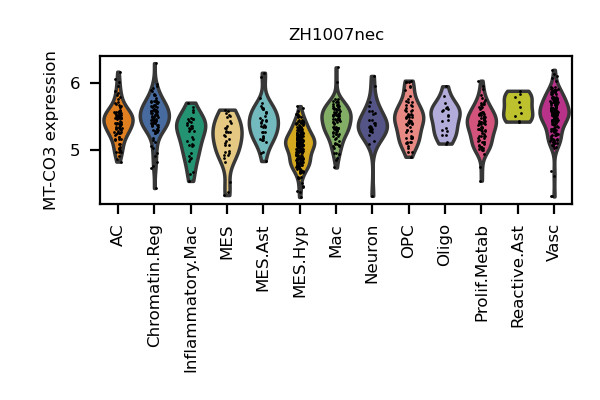 ZH1007nec
MT-CO3 expression
6
5
AC
Chromatin.Reg
Inflammatory.Mac
MES
MES.Ast
MES.Hyp
Mac
Neuron
OPC
Oligo
Prolif.Metab
Reactive.Ast
Vasc